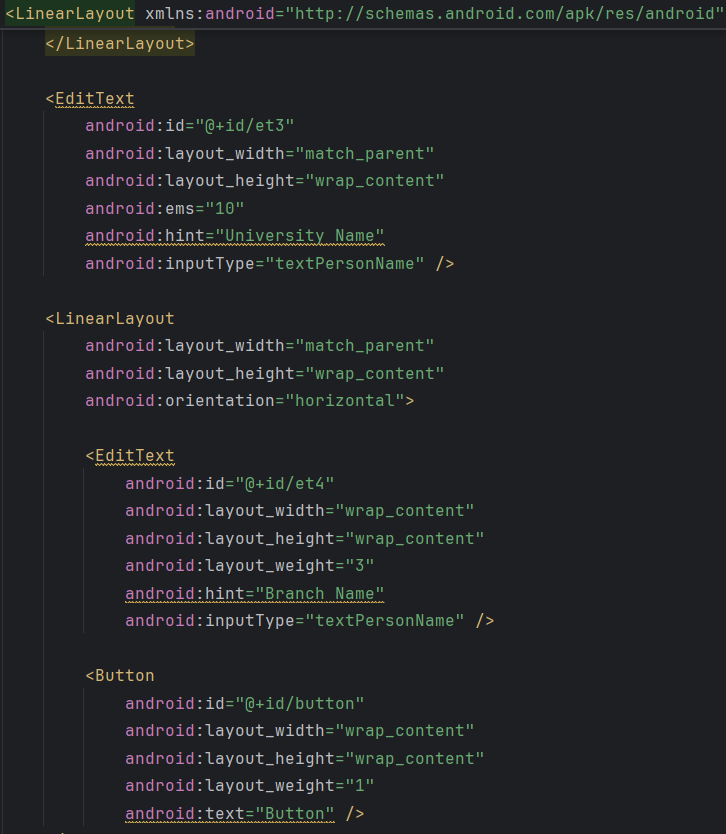 <LinearLayout xmlns:android="http://schemas.android.com/apk/res/android"
</LinearLayout>
<EditText
android:id="@+id/et3"
android:layout_width="match_parent"
android:layout_height="wrap_content"
android:ems="10"
android:hint="University Name"
android:inputType="textPersonName" />
<LinearLayout
android:layout_width="match_parent"
android:layout_height="wrap_content"
android:orientation="horizontal">
<EditText
android:id="@+id/et4"
android:layout_width="wrap_content"
android:layout_height="wrap_content"
android:layout_weight="3"
android:hint="Branch Name"
android:inputType="textPersonName" />
<Button
android:id="@+id/button"
android:layout_width="wrap_content"
android:layout_height="wrap_content"
android:layout_weight="1"
android:text="Button" />